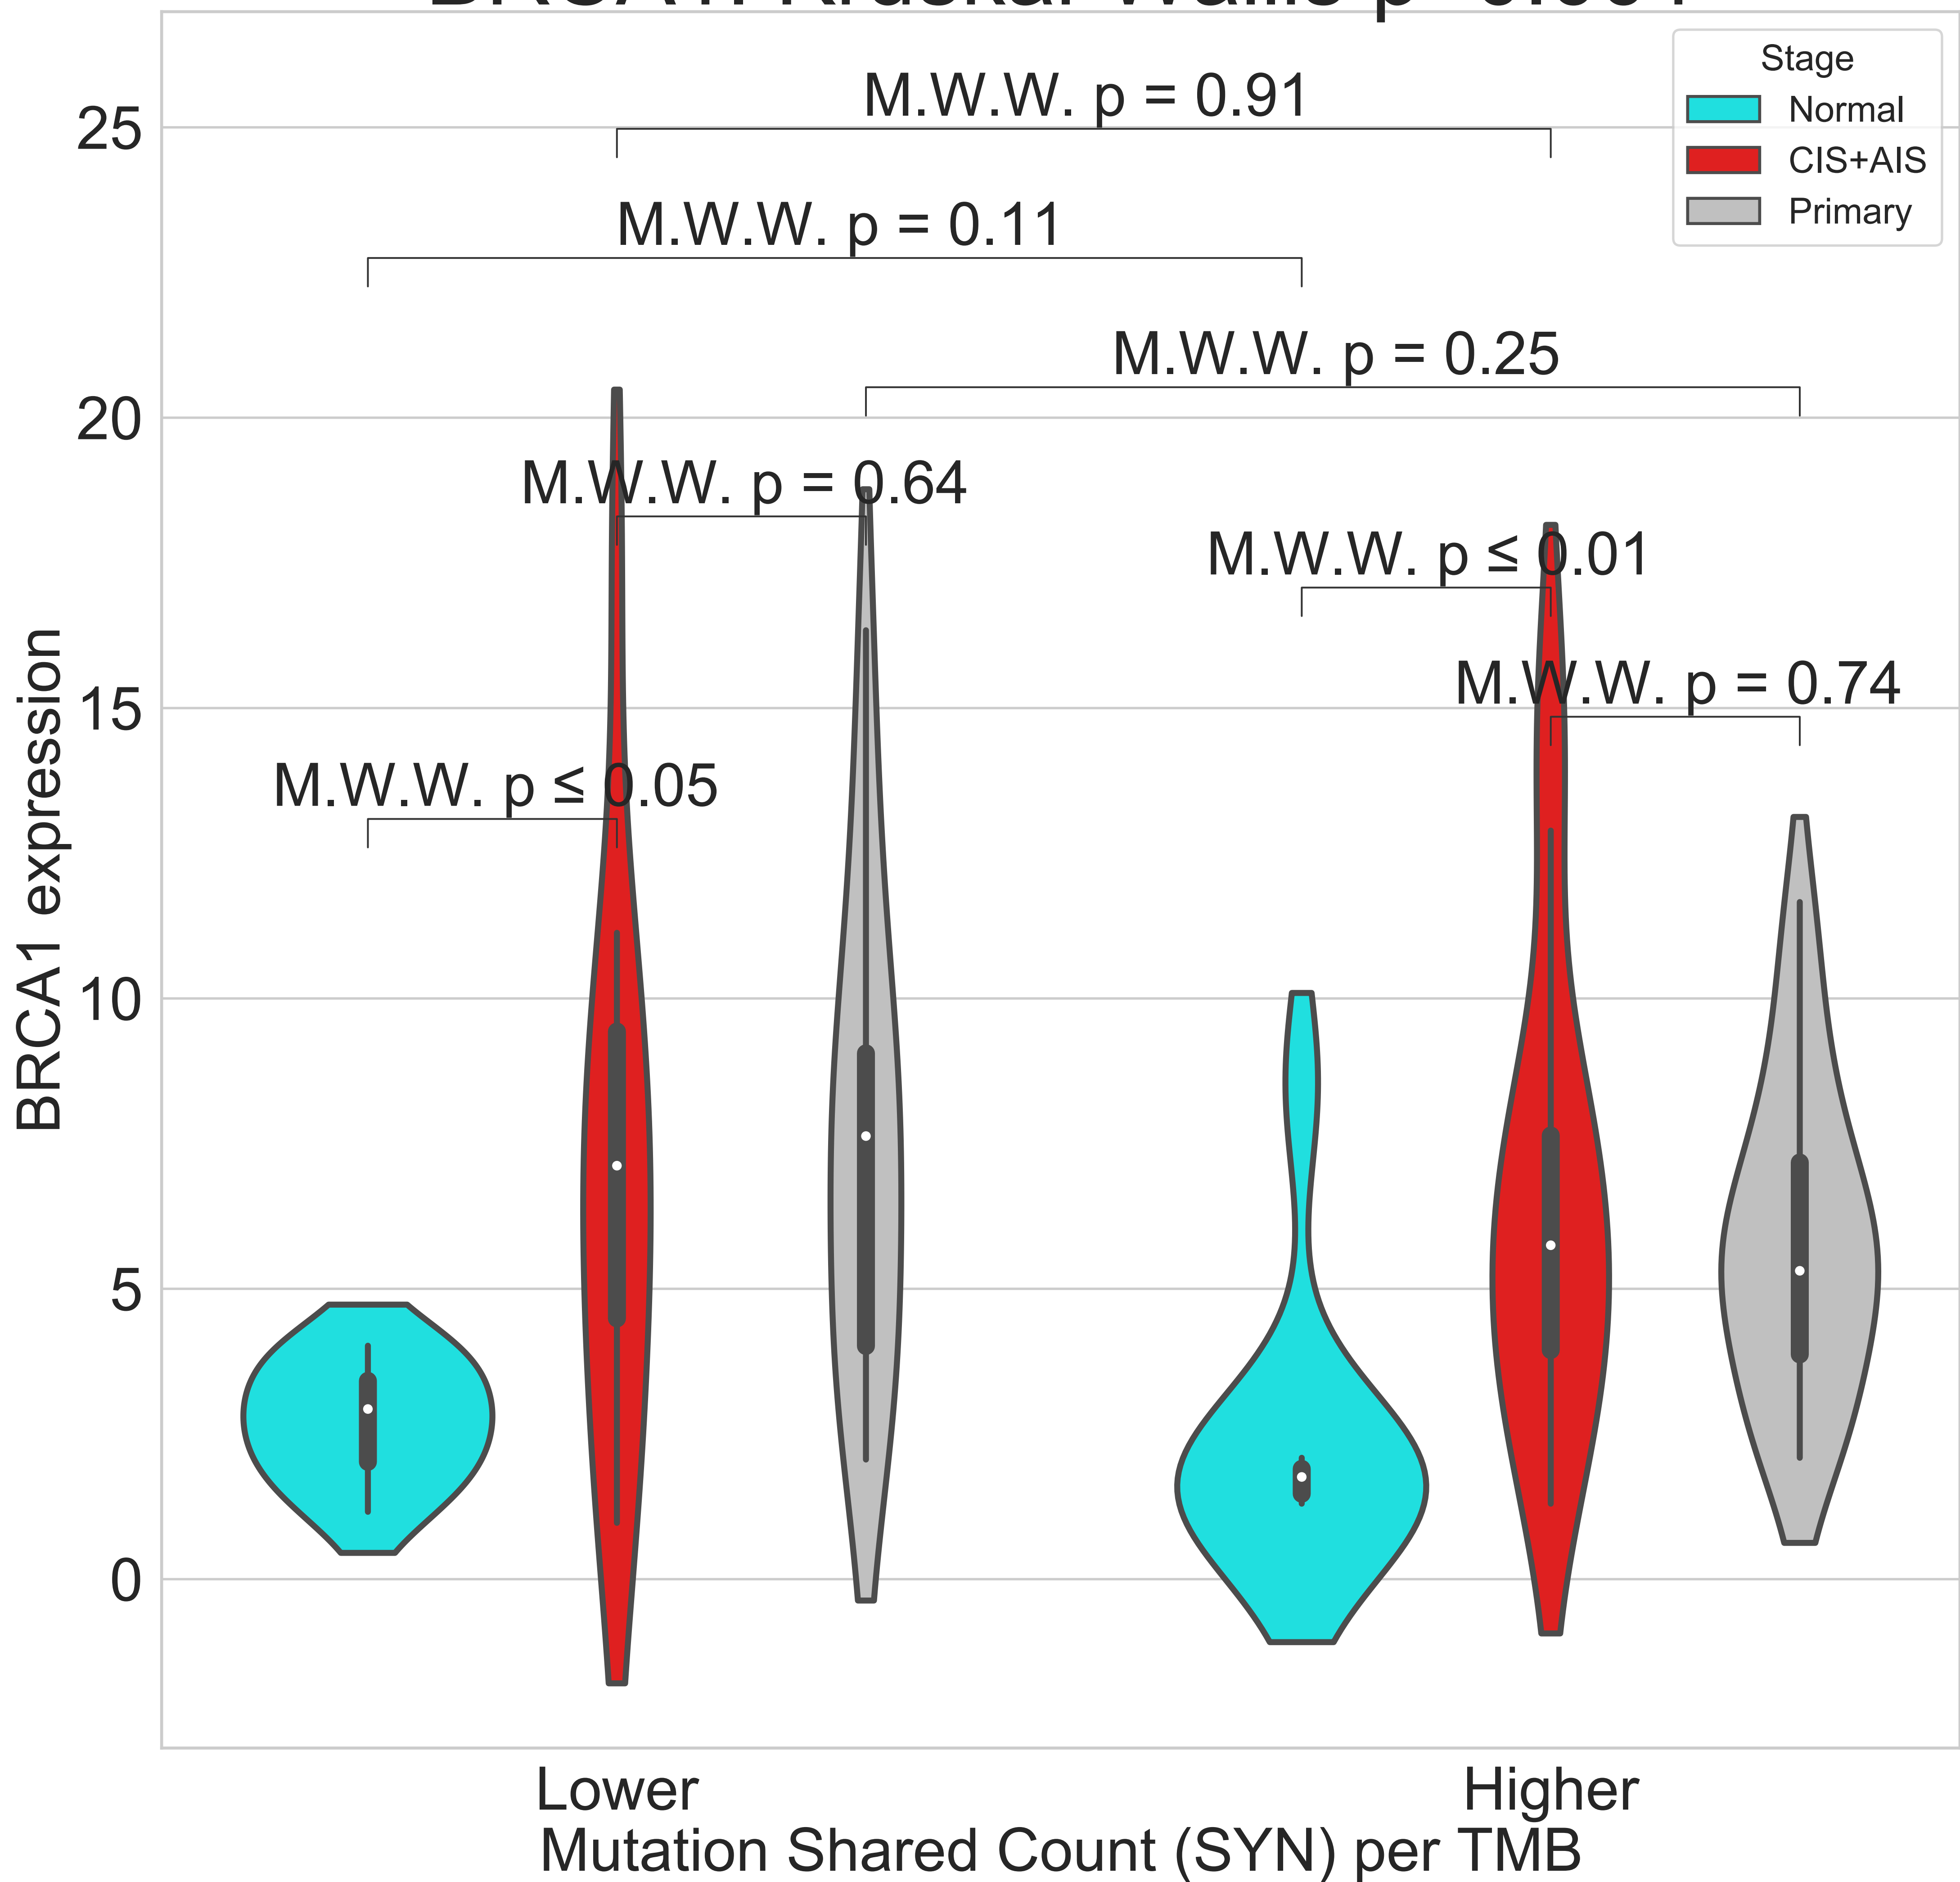 Stage
Normal
CIS+AIS
Primary
M.W.W. p = 0.91
M.W.W. p = 0.11
M.W.W. p = 0.25
M.W.W. p = 0.64
M.W.W. p ≤ 0.01
M.W.W. p = 0.74
M.W.W. p ≤ 0.05
25
20
15
10
5
0
BRCA1 expression
Lower
Higher
Mutation Shared Count (SYN) per TMB